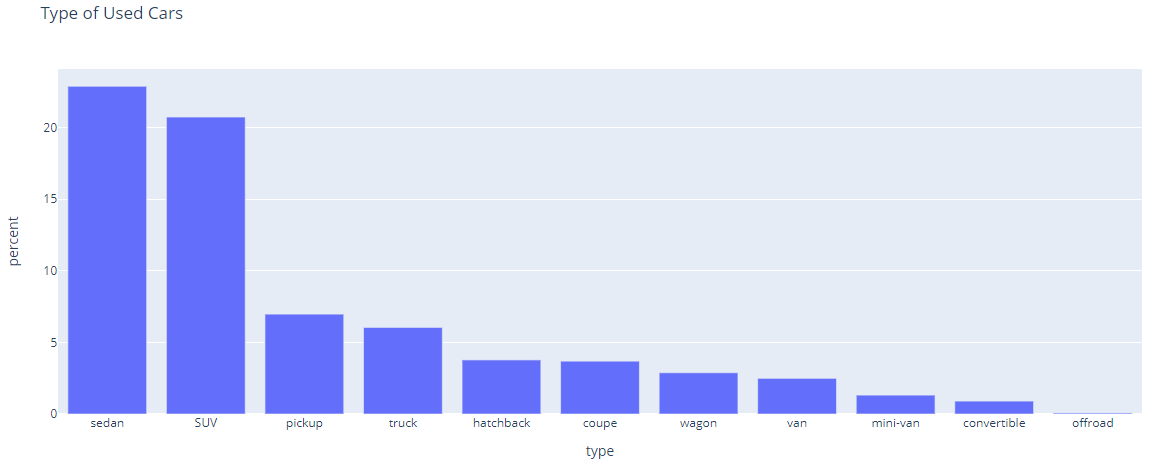 Type of Used Cars
percent
20
15
10
5
0
sedan SUV pickup truck hatchback coupe wagon van mini-van convertible offroad
type